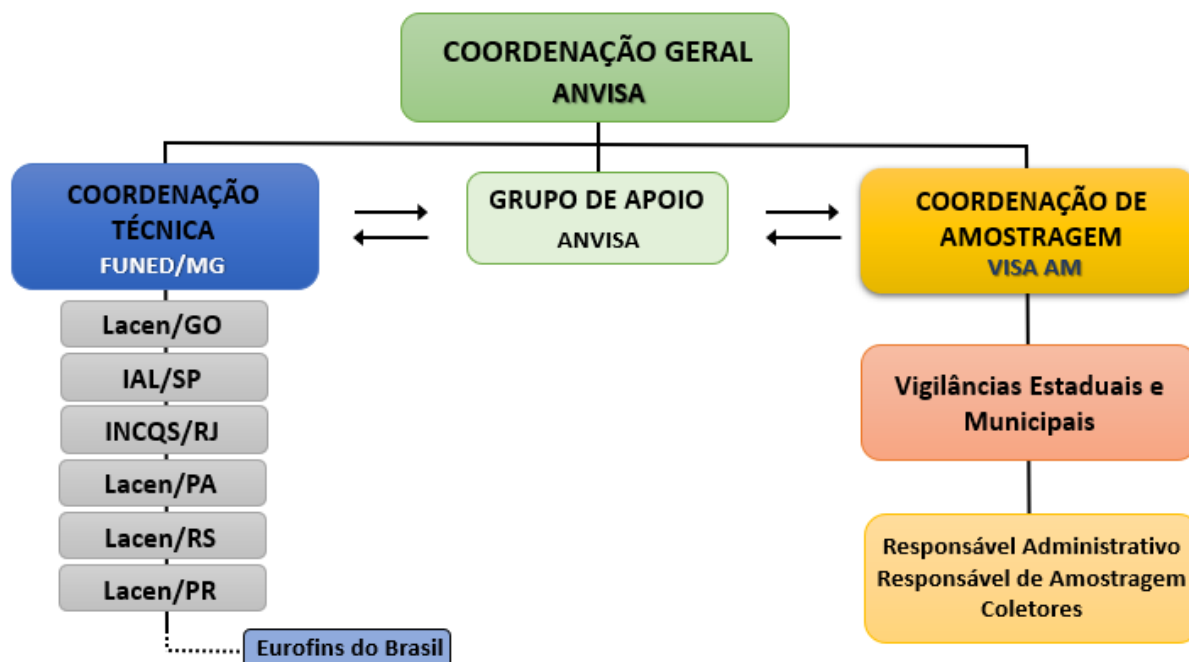 COORDENAÇÃO GERAL
ANVISA
COORDENAÇÃO
TÉCNICA
FUNED/MG
GRUPO DE APOIO
ANVISA
COORDENAÇÃO DE
AMOSTRAGEM
VISA AM
Lacen/GO
IAL/SP
INCQS/RJ
Lacen/PA
Lacen/RS
Lacen/PR
Eurofins do Brasil
Vigilâncias Estaduais e
Municipais
Responsável Administrativo
Responsável de Amostragem
Coletores